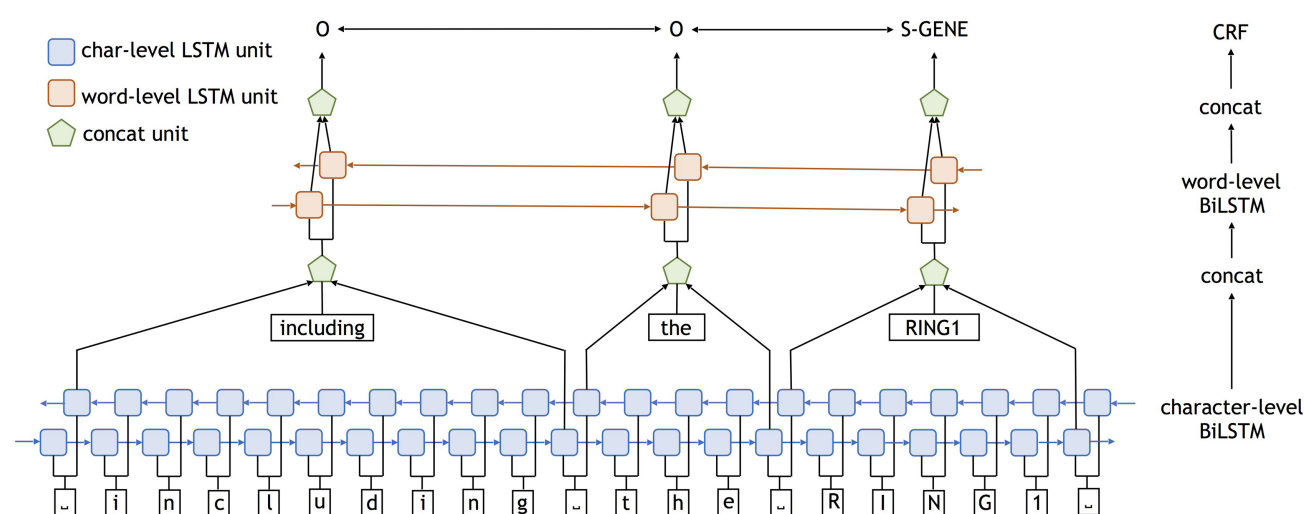 O O S-GENE CRF
char-level LSTM unit
word-level LSTM unit
concat unit
concat
word-level
BiLSTM
concat
including the RING1
character-level
BiLSTM
␣ i n c l u d i n g ␣ t h e ␣ R I N G 1 ␣